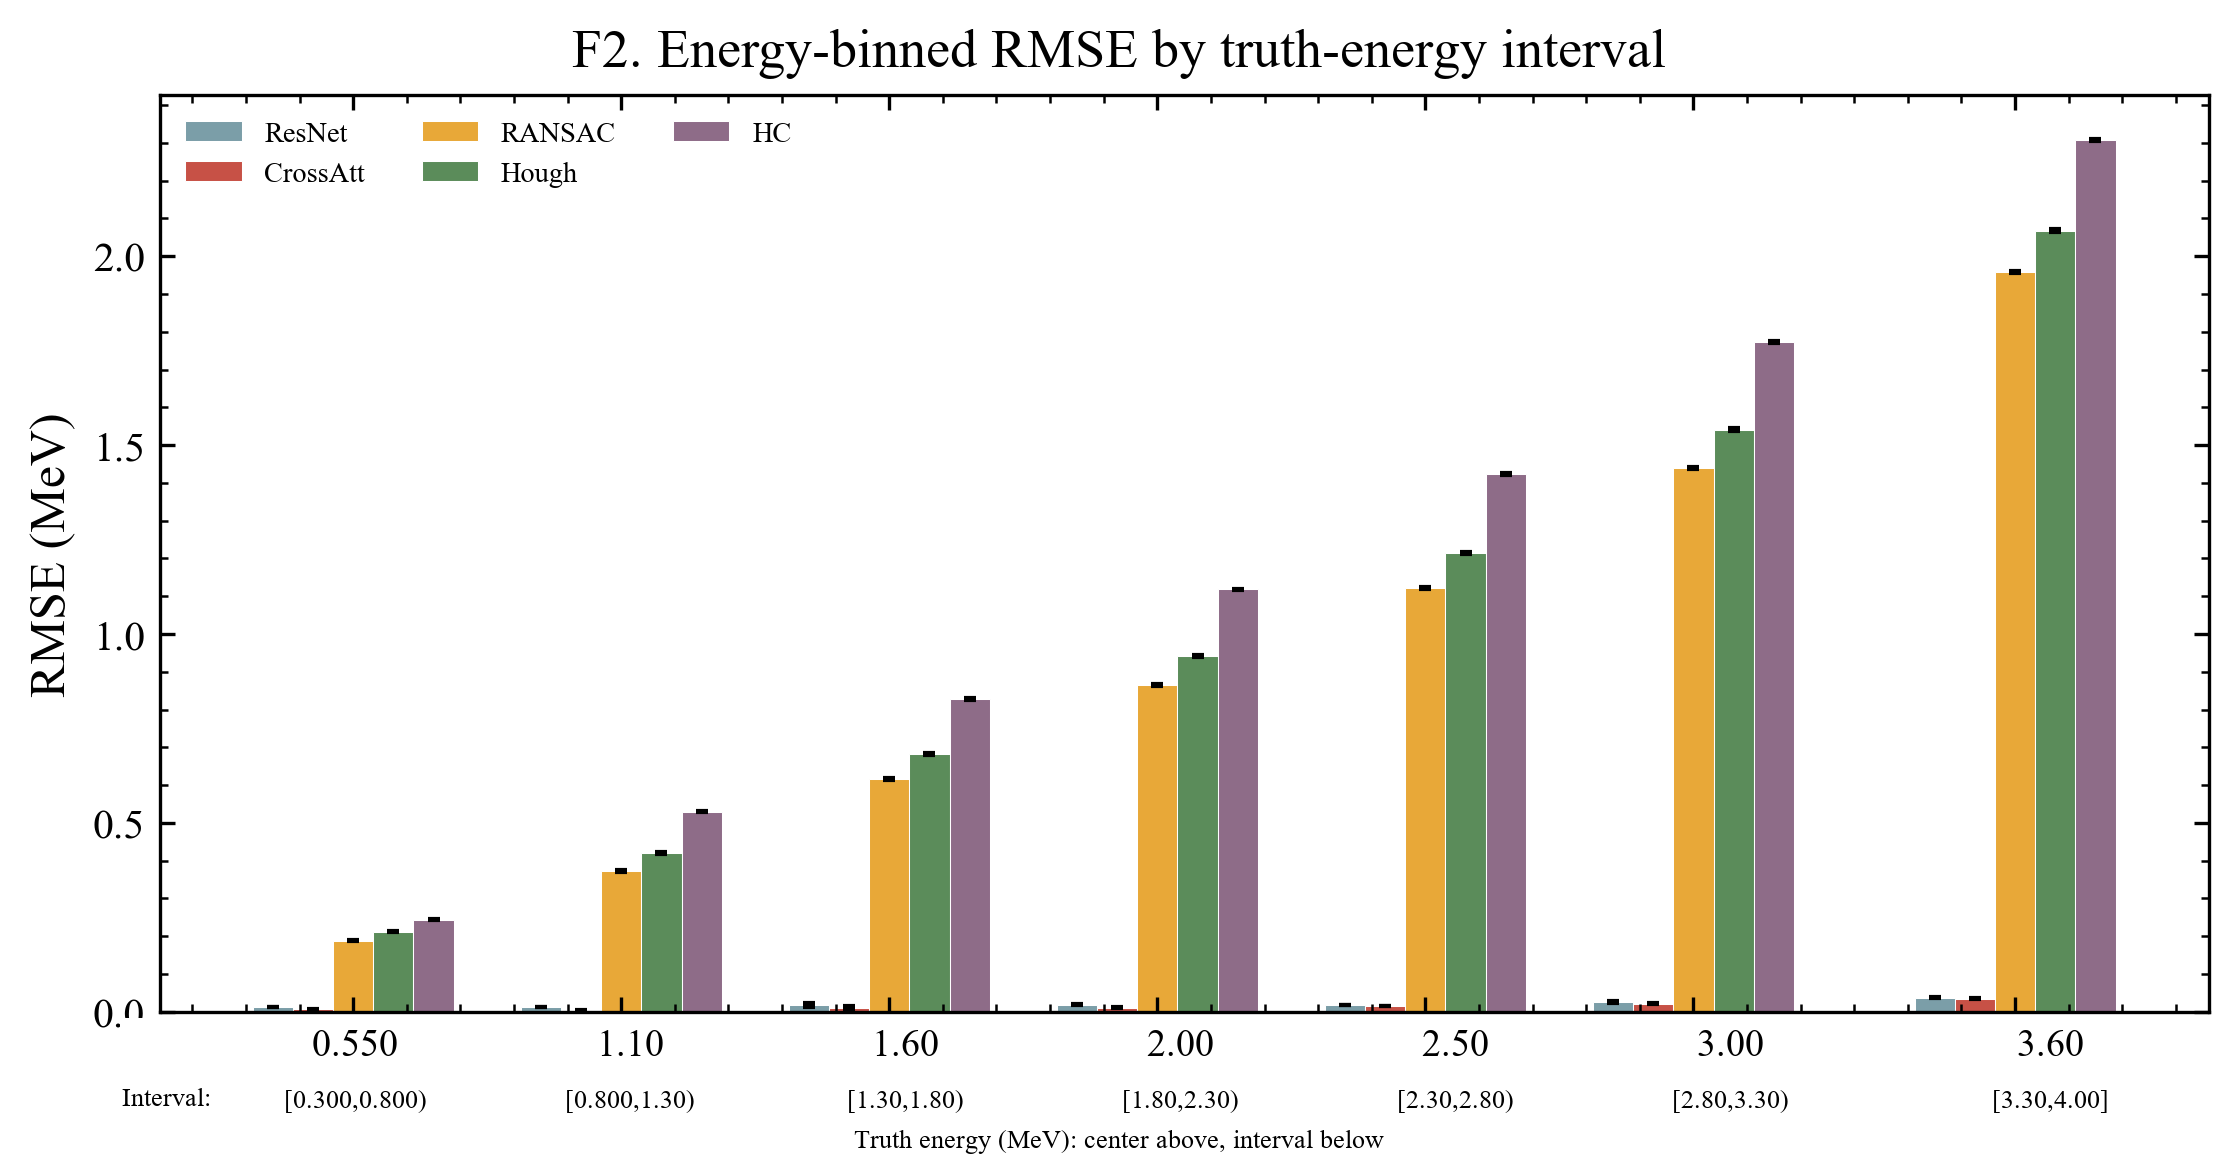 F2. Energy-binned RMSE by truth-energy interval
ResNet RANSAC HC
CrossAtt Hough
RMSE (MeV)
2.0
1.5
1.0
0.5
0.0
0.550 1.10 1.60 2.00 2.50 3.00 3.60
Interval: [0.300,0.800) [0.800,1.30) [1.30,1.80) [1.80,2.30) [2.30,2.80) [2.80,3.30) [3.30,4.00]
Truth energy (MeV): center above, interval below